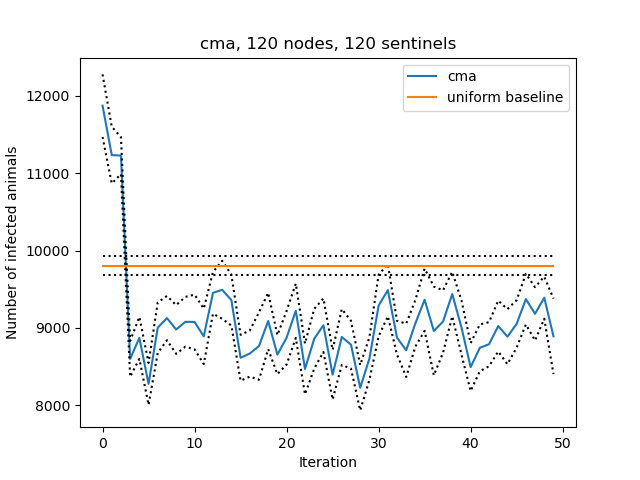 cma, 120 nodes, 120 sentinels
cma
uniform baseline
12000
11000
10000
9000
8000
Number of infected animals
0 10 20 30 40 50
Iteration